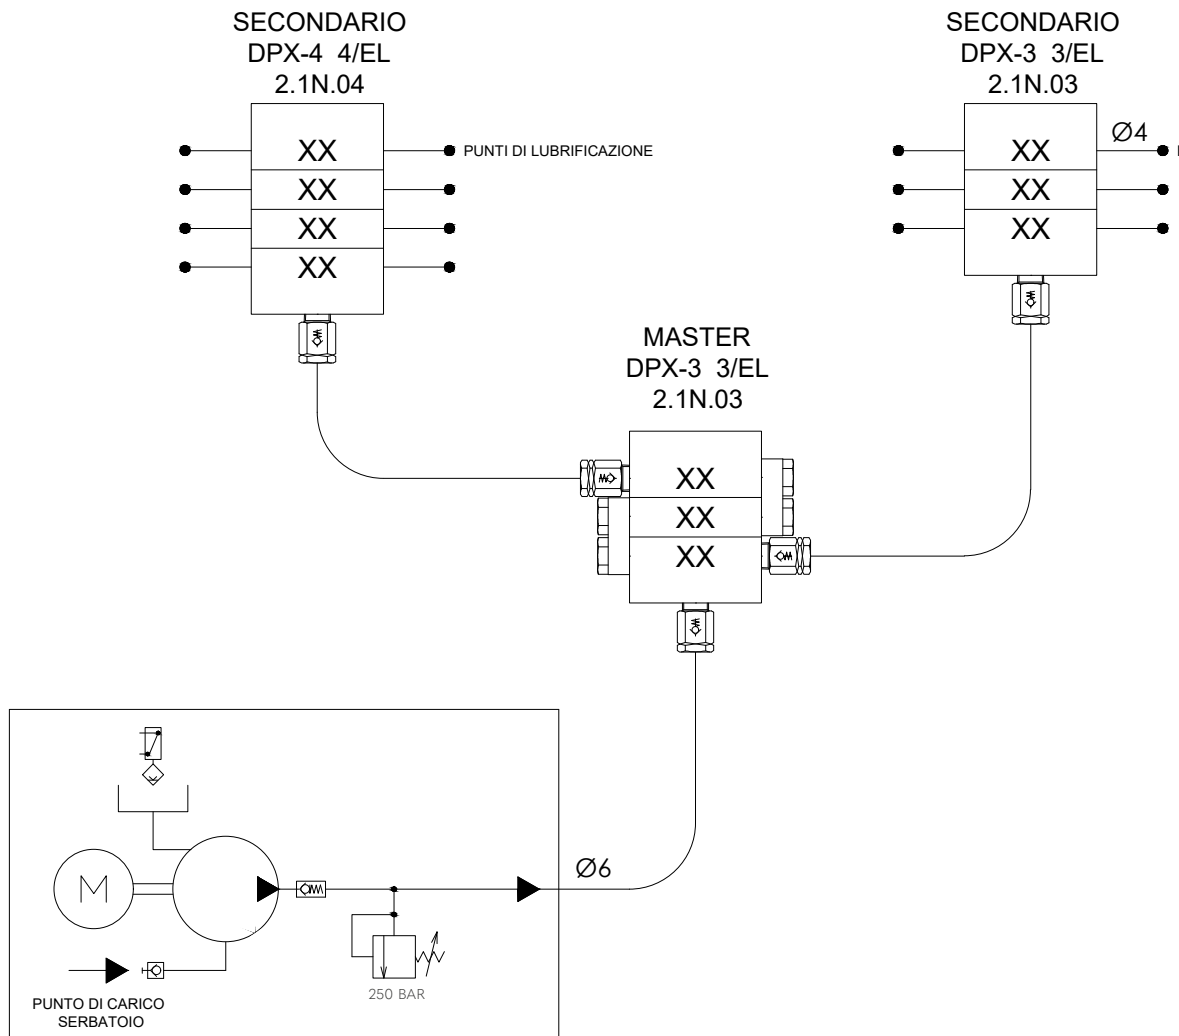 SECONDARIO
DPX-4 4/EL
2.1N.04
XX
XX
XX
XX
PUNTI DI LUBRIFICAZIONE
SECONDARIO
DPX-3 3/EL
2.1N.03
XX
XX
XX
Ø4
MASTER
DPX-3 3/EL
2.1N.03
XX
XX
XX
M
Ø6
250 BAR
PUNTO DI CARICO
SERBATOIO